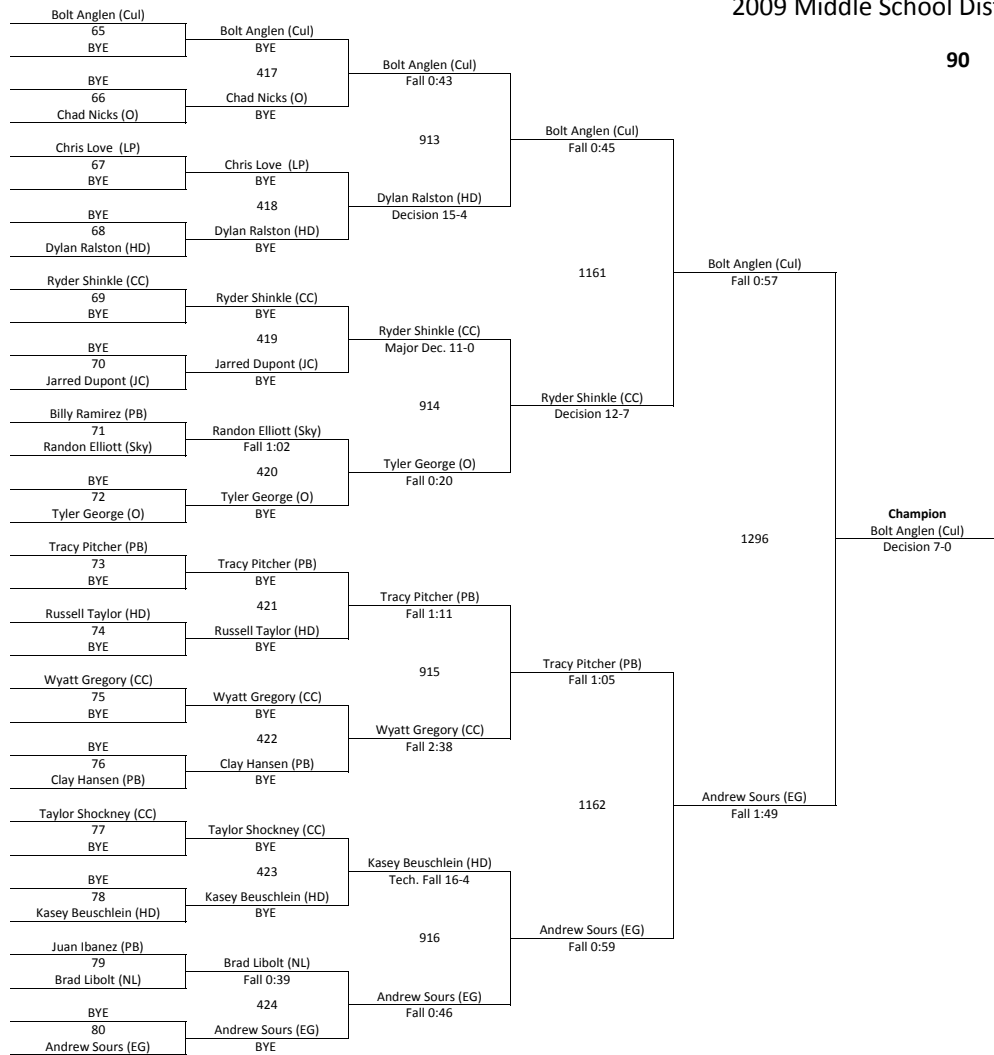 2009 Middle School Dist
90
Bolt Anglen (Cul)
65
BYE
BYE
66
Chad Nicks (O)
Chris Love (LP)
67
BYE
BYE
68
Dylan Ralston (HD)
Ryder Shinkle (CC)
69
BYE
BYE
70
Jarred Dupont (JC)
Billy Ramirez (PB)
71
Randon Elliott (Sky)
BYE
72
Tyler George (O)
Tracy Pitcher (PB)
73
BYE
Russell Taylor (HD)
74
BYE
Wyatt Gregory (CC)
75
BYE
BYE
76
Clay Hansen (PB)
Taylor Shockney (CC)
77
BYE
BYE
78
Kasey Beuschlein (HD)
Juan Ibanez (PB)
79
Brad Libolt (NL)
BYE
80
Andrew Sours (EG)
Bolt Anglen (Cul)
BYE
417
Chad Nicks (O)
BYE
Chris Love (LP)
BYE
418
Dylan Ralston (HD)
BYE
Ryder Shinkle (CC)
BYE
419
Jarred Dupont (JC)
BYE
Randon Elliott (Sky)
Fall 1:02
420
Tyler George (O)
BYE
Tracy Pitcher (PB)
BYE
421
Russell Taylor (HD)
BYE
Wyatt Gregory (CC)
BYE
422
Clay Hansen (PB)
BYE
Taylor Shockney (CC)
BYE
423
Kasey Beuschlein (HD)
BYE
Brad Libolt (NL)
Fall 0:39
424
Andrew Sours (EG)
BYE
Bolt Anglen (Cul)
Fall 0:43
913
Dylan Ralston (HD)
Decision 15-4
Ryder Shinkle (CC)
Major Dec. 11-0
914
Tyler George (O)
Fall 0:20
Tracy Pitcher (PB)
Fall 1:11
915
Wyatt Gregory (CC)
Fall 2:38
Kasey Beuschlein (HD)
Tech. Fall 16-4
916
Andrew Sours (EG)
Fall 0:46
Bolt Anglen (Cul)
Fall 0:45
1161
Ryder Shinkle (CC)
Decision 12-7
Tracy Pitcher (PB)
Fall 1:05
1162
Andrew Sours (EG)
Fall 0:59
Bolt Anglen (Cul)
Fall 0:57
1296
Andrew Sours (EG)
Fall 1:49
Champion
Bolt Anglen (Cul)
Decision 7-0